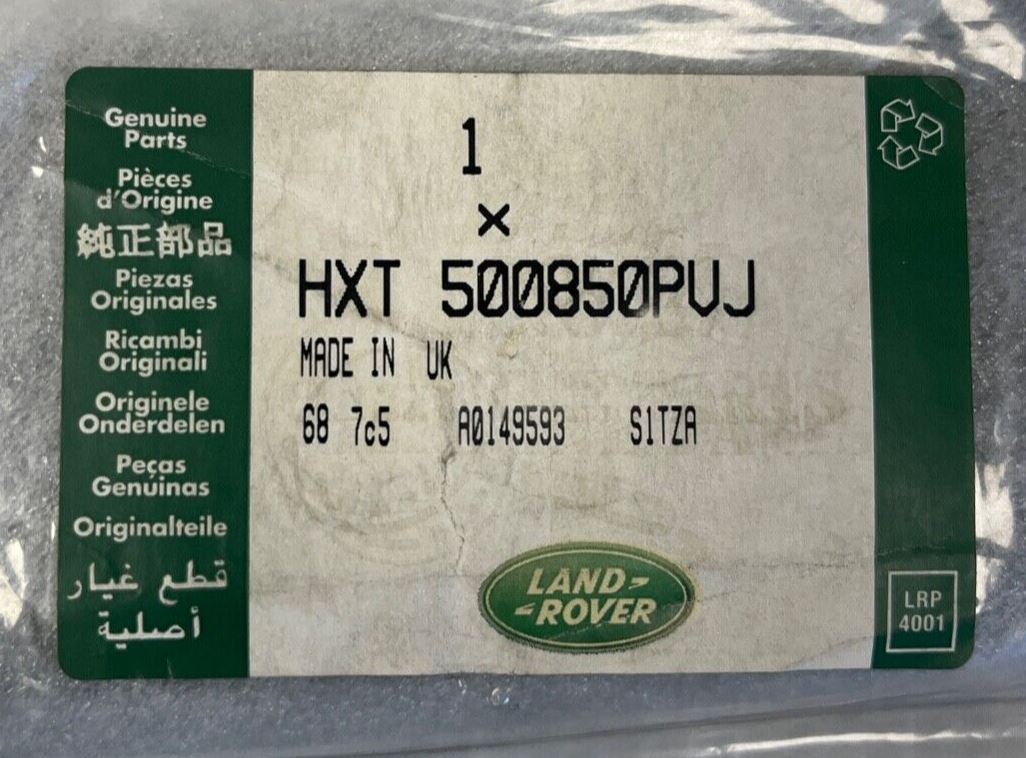 Genuine
Parts
Pièces
d'Origine
純正部品
Piezas
Originales
Ricambi
Originali
Originele
Onderdelen
Peças
Genuinas
Originalteile
قطع غيار
أصلية
1
×
HXT 500850PVJ
MADE IN UK
68 7c5 A0149593 S1TZA
LAND-
-ROVER
LRP
4001